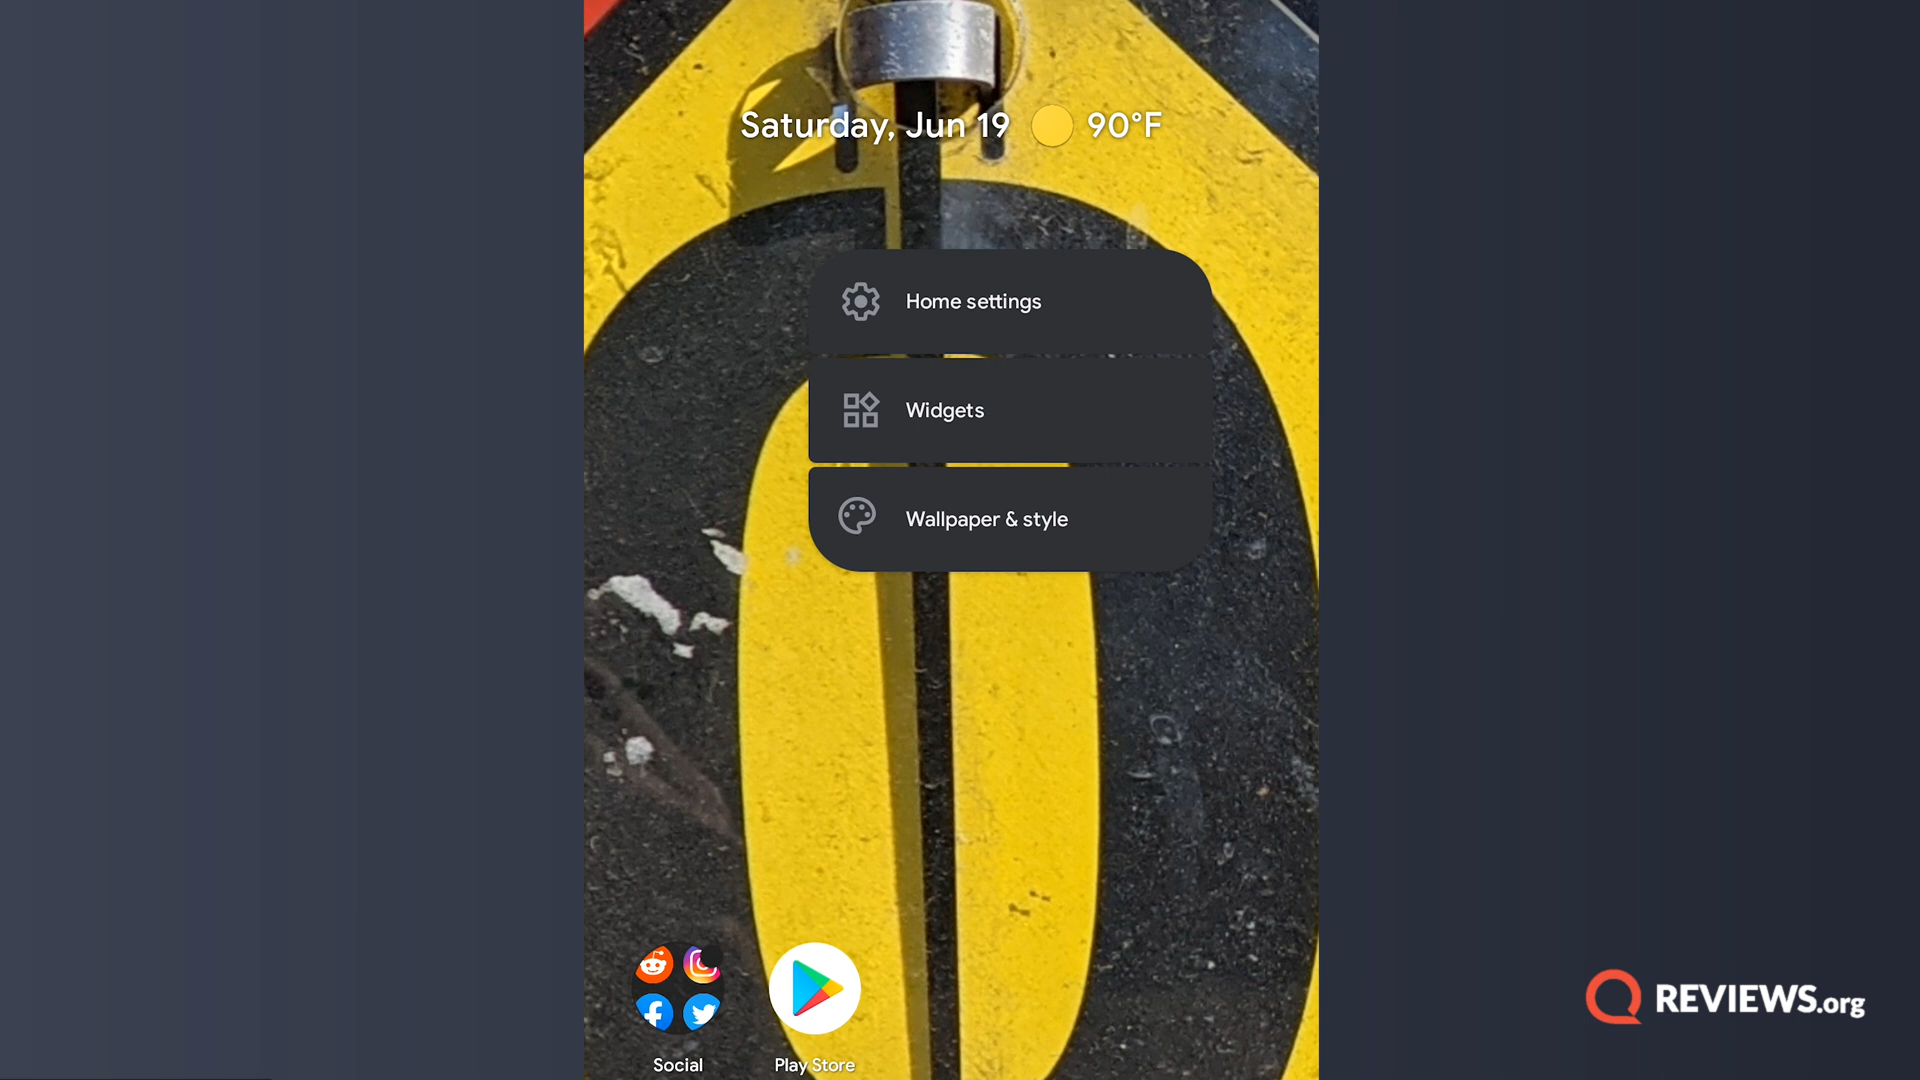 Saturday, Jun 19 90°F
Home settings
Widgets
Wallpaper & style
Social
Play Store
REVIEWS.org